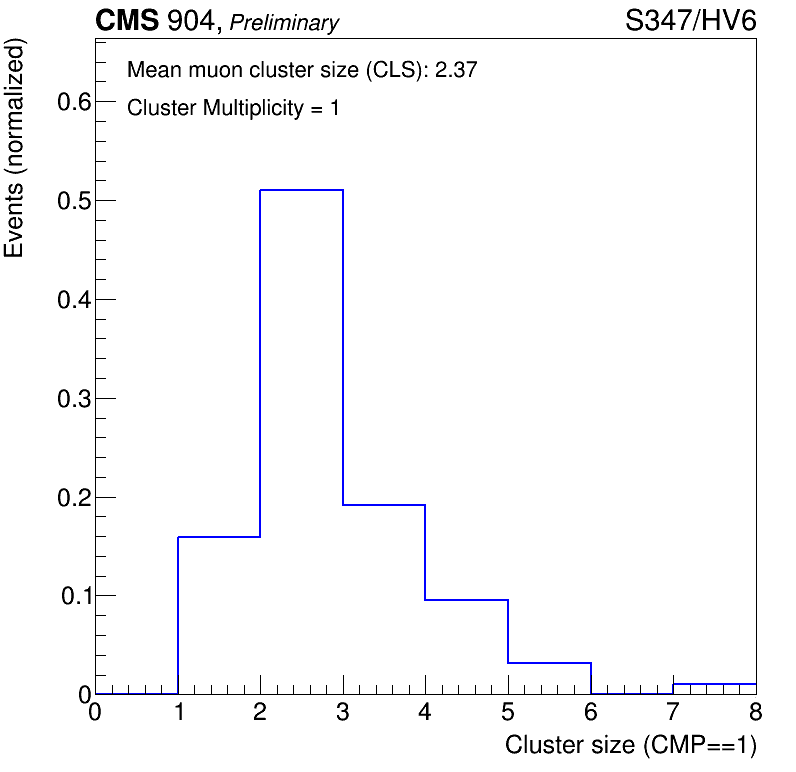 CMS 904, Preliminary S347/HV6
Mean muon cluster size (CLS): 2.37
Cluster Multiplicity = 1
Events (normalized)
0.6
0.5
0.4
0.3
0.2
0.1
0
0 1 2 3 4 5 6 7 8
Cluster size (CMP==1)